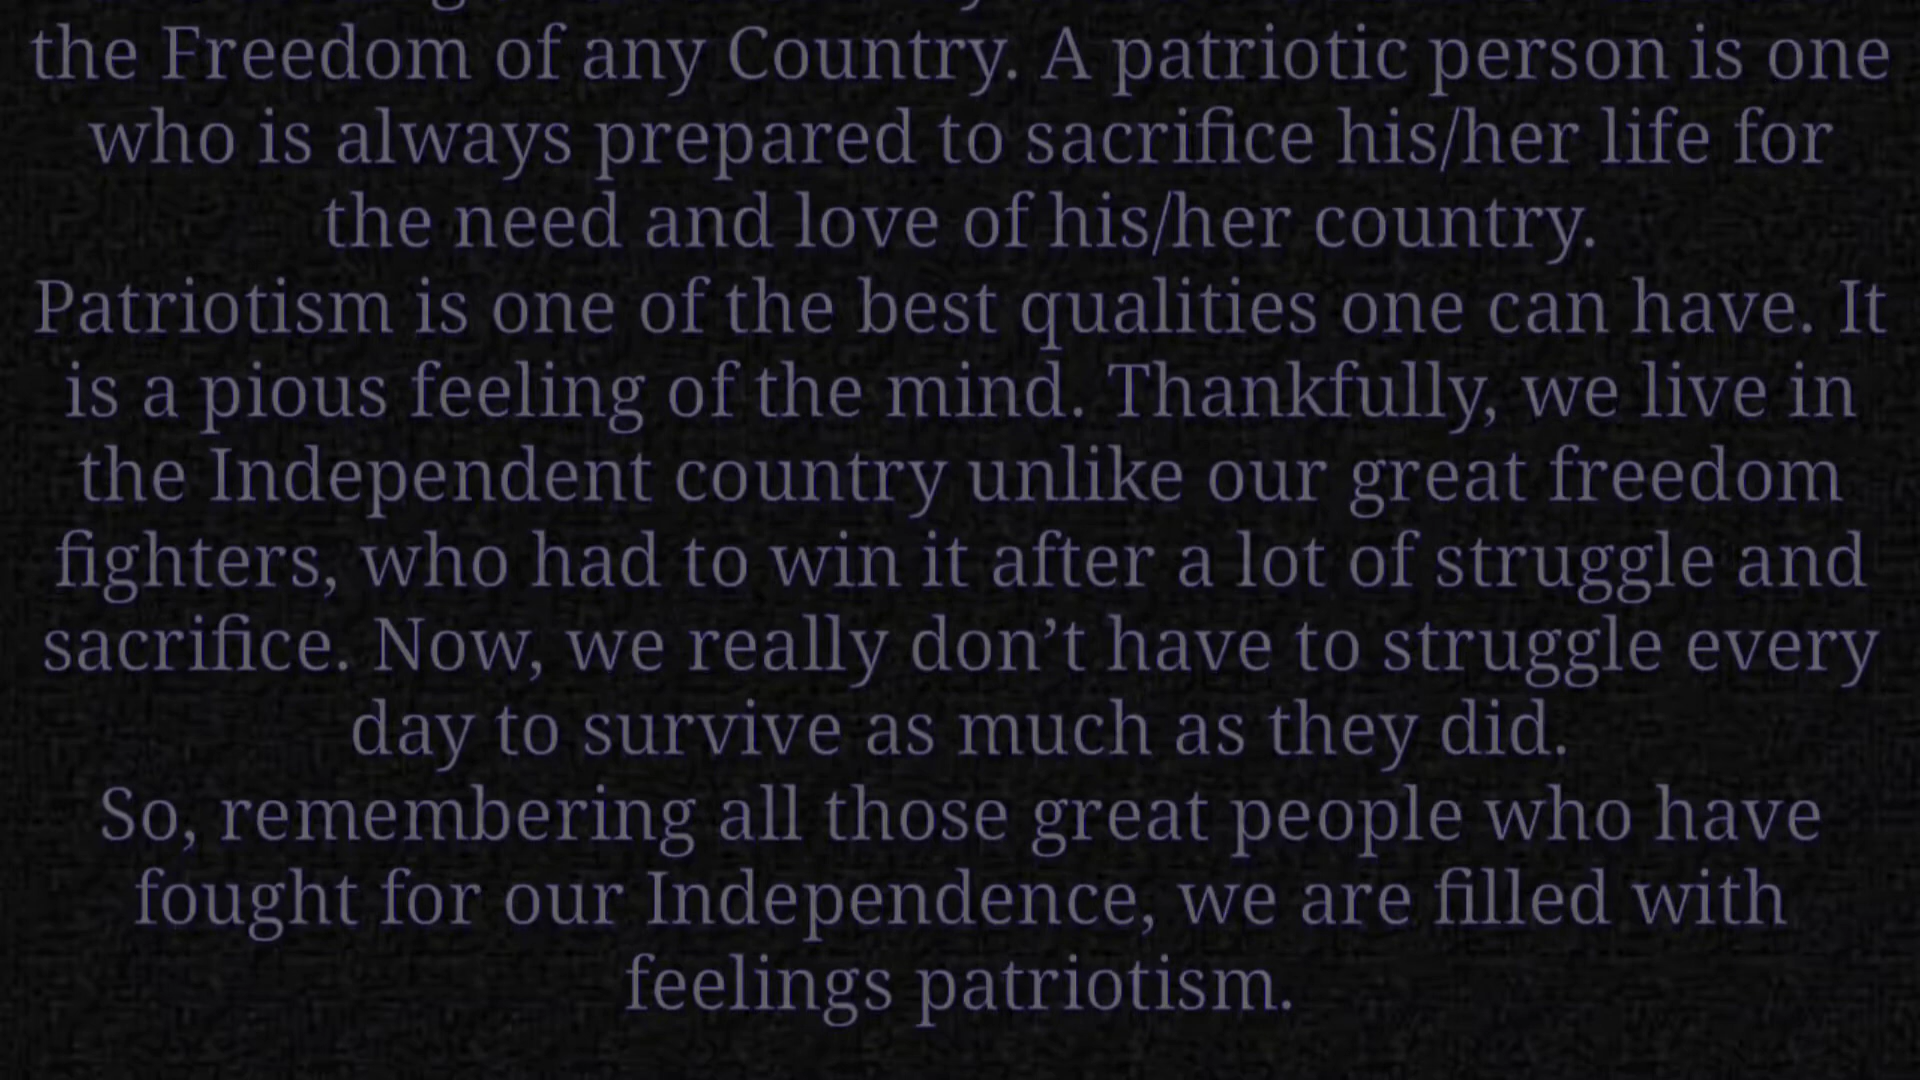 the Freedom of any Country. A patriotic person is one
who is always prepared to sacrifice his/her life for
the need and love of his/her country.
Patriotism is one of the best qualities one can have. It
is a pious feeling of the mind. Thankfully, we live in
the Independent country unlike our great freedom
fighters, who had to win it after a lot of struggle and
sacrifice. Now, we really don’t have to struggle every
day to survive as much as they did.
So, remembering all those great people who have
fought for our Independence, we are filled with
feelings patriotism.